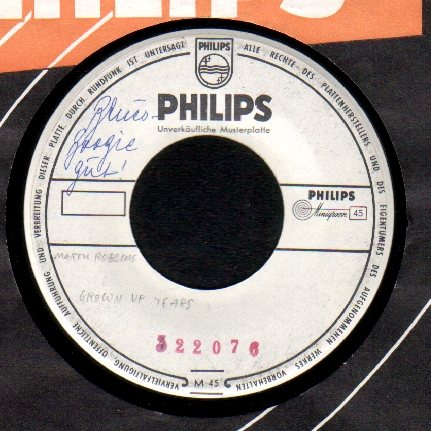 PHILIPS
ALLE RECHTE DES PLATTENHERSTELLERS UND DES EIGENTÜMERS DES AUFGENOMMENEN WERKES VORBEHALTEN
VERVIELFÄLTIGUNG, ÖFFENTLICHE AUFFÜHRUNG UND VERBREITUNG DIESER PLATTE DURCH RUNDFUNK IST UNTERSAGT
PHILIPS
PHILIPS
Unverkäufliche Musterplatte
Blues-
Boogie
gut!
PHILIPS
Minigroove 45
MARTY ROBBINS
GROWN UP TEARS
322076
M 45